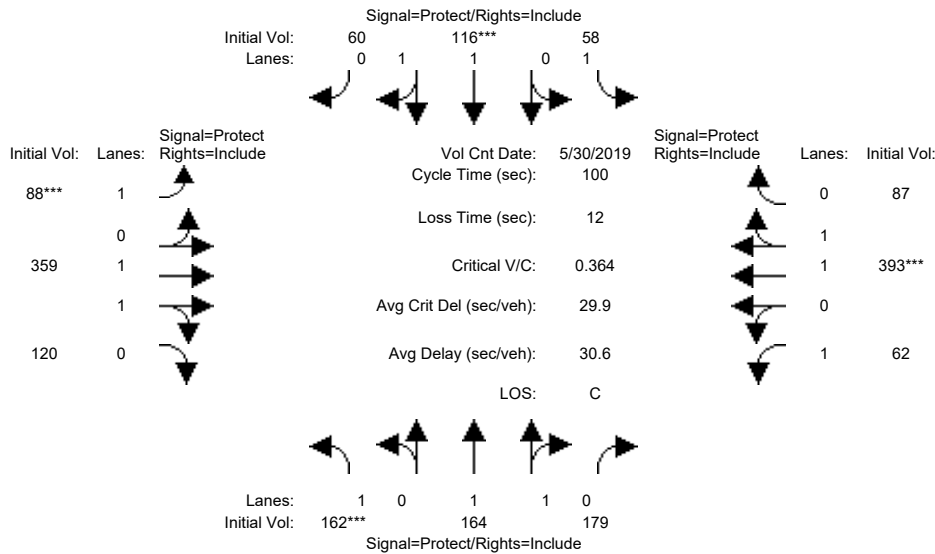 Signal=Protect/Rights=Include
Initial Vol: 60 116*** 58
Lanes: 0 1 1 0 1
Signal=Protect Signal=Protect
Initial Vol: Lanes: Rights=Include Vol Cnt Date: 5/30/2019 Rights=Include Lanes: Initial Vol:
Cycle Time (sec): 100
88*** 1 0 87
Loss Time (sec): 12
0 1
359 1 Critical V/C: 0.364 1 393***
1 Avg Crit Del (sec/veh): 29.9 0
120 0 Avg Delay (sec/veh): 30.6 1 62
LOS: C
Lanes: 1 0 1 1 0
Initial Vol: 162*** 164 179
Signal=Protect/Rights=Include